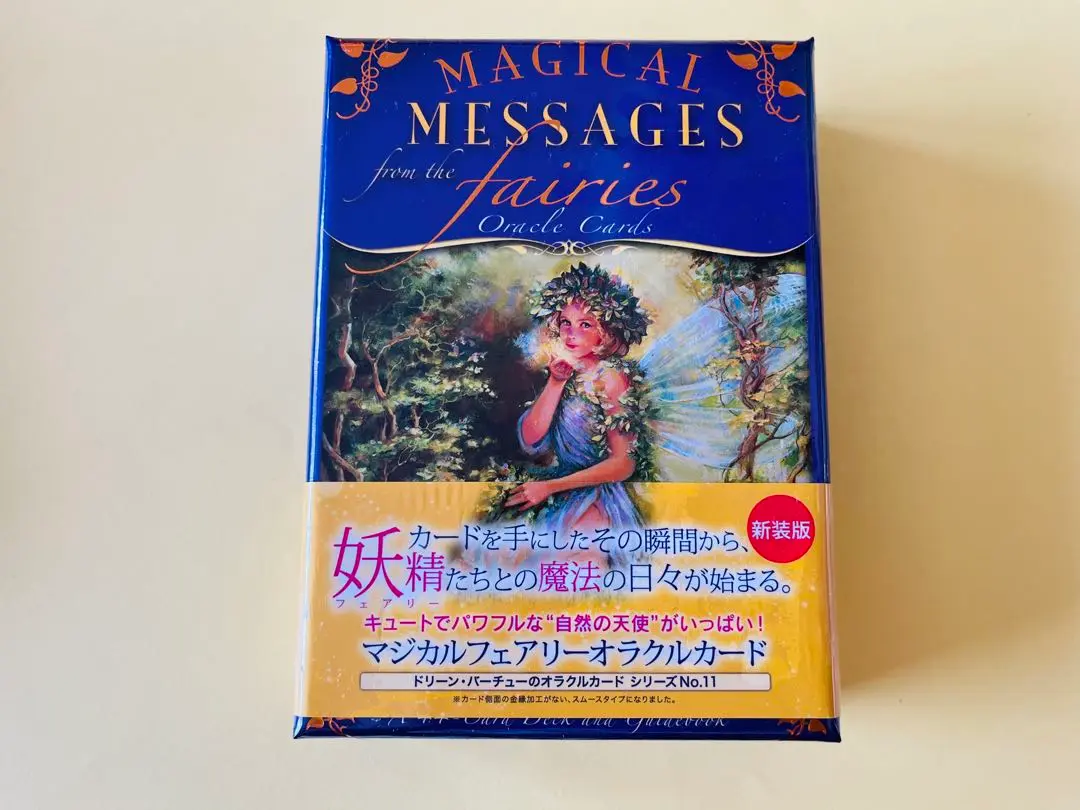 MAGICAL
MESSAGES
from the
fairies
Oracle Cards
新装版
カードを手にしたその瞬間から、
妖精たちとの魔法の日々が始まる。
フェアリー
キュートでパワフルな“自然の天使”がいっぱい！
マジカルフェアリーオラクルカード
ドリーン・バーチューのオラクルカード シリーズNo.11
※カード側面の金縁加工がない、スムースタイプになりました。
Card Deck and Guidebook